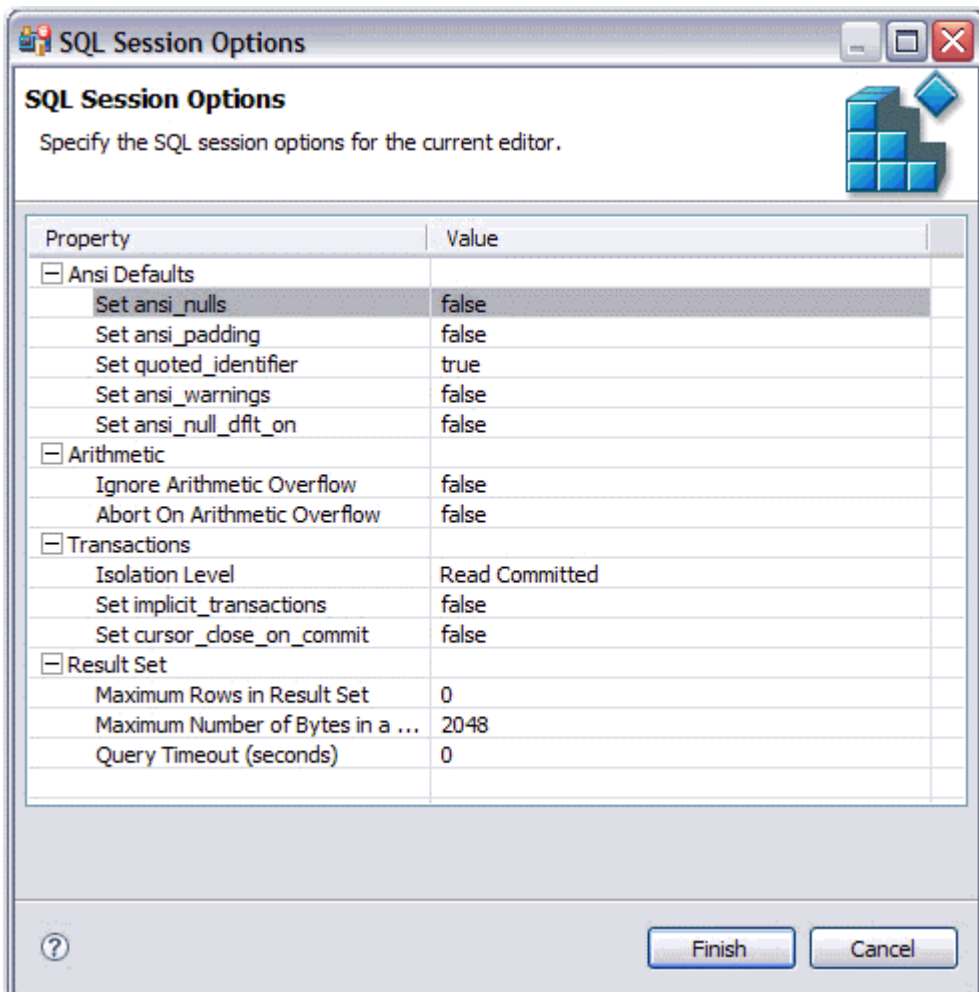 SQL Session Options
SQL Session Options
Specify the SQL session options for the current editor.
Property Value
Ansi Defaults
Set ansi_nulls false
Set ansi_padding false
Set quoted_identifier true
Set ansi_warnings false
Set ansi_null_dflt_on false
Arithmetic
Ignore Arithmetic Overflow false
Abort On Arithmetic Overflow false
Transactions
Isolation Level Read Committed
Set implicit_transactions false
Set cursor_close_on_commit false
Result Set
Maximum Rows in Result Set 0
Maximum Number of Bytes in a ... 2048
Query Timeout (seconds) 0
? Finish Cancel